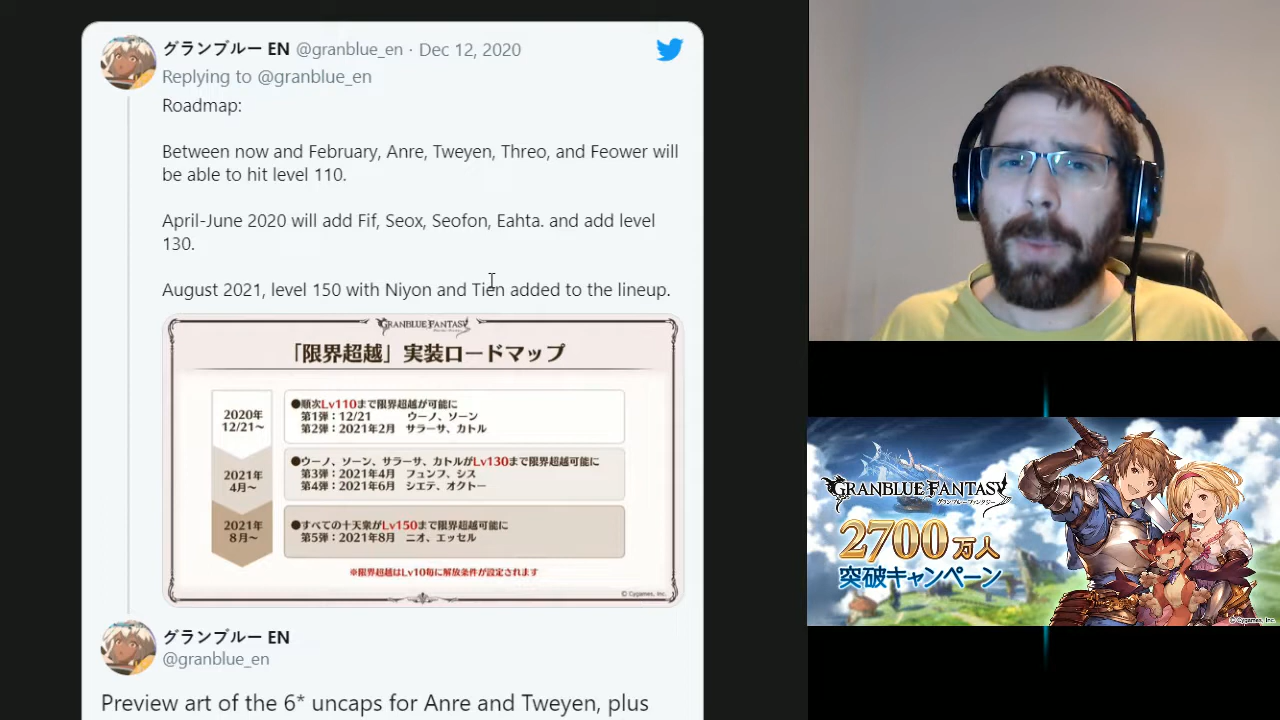 グランブルー EN @granblue_en · Dec 12, 2020
Replying to @granblue_en
Roadmap:
Between now and February, Anre, Tweyen, Threo, and Feower will
be able to hit level 110.
April-June 2020 will add Fif, Seox, Seofon, Eahta. and add level
130.
August 2021, level 150 with Niyon and Tien added to the lineup.
GRANBLUE FANTASY
「限界超越」実装ロードマップ
2020年
12/21~
●順次Lv110まで限界超越が可能に
第1弾：12/21 ウーノ、ソーン
第2弾：2021年2月 サラーサ、カトル
2021年
4月~
●ウーノ、ソーン、サラーサ、カトルがLv130まで限界超越可能に
第3弾：2021年4月 フュンフ、シス
第4弾：2021年6月 シエテ、オクトー
2021年
8月~
●すべての十天衆がLv150まで限界超越可能に
第5弾：2021年8月 ニオ、エッセル
※限界超越はLv10毎に解放条件が設定されます
© Cygames, Inc.
グランブルー EN
@granblue_en
Preview art of the 6* uncaps for Anre and Tweyen, plus
GRANBLUE FANTASY
グランブルーファンタジー
2700万人
突破キャンペーン
© Cygames, Inc.